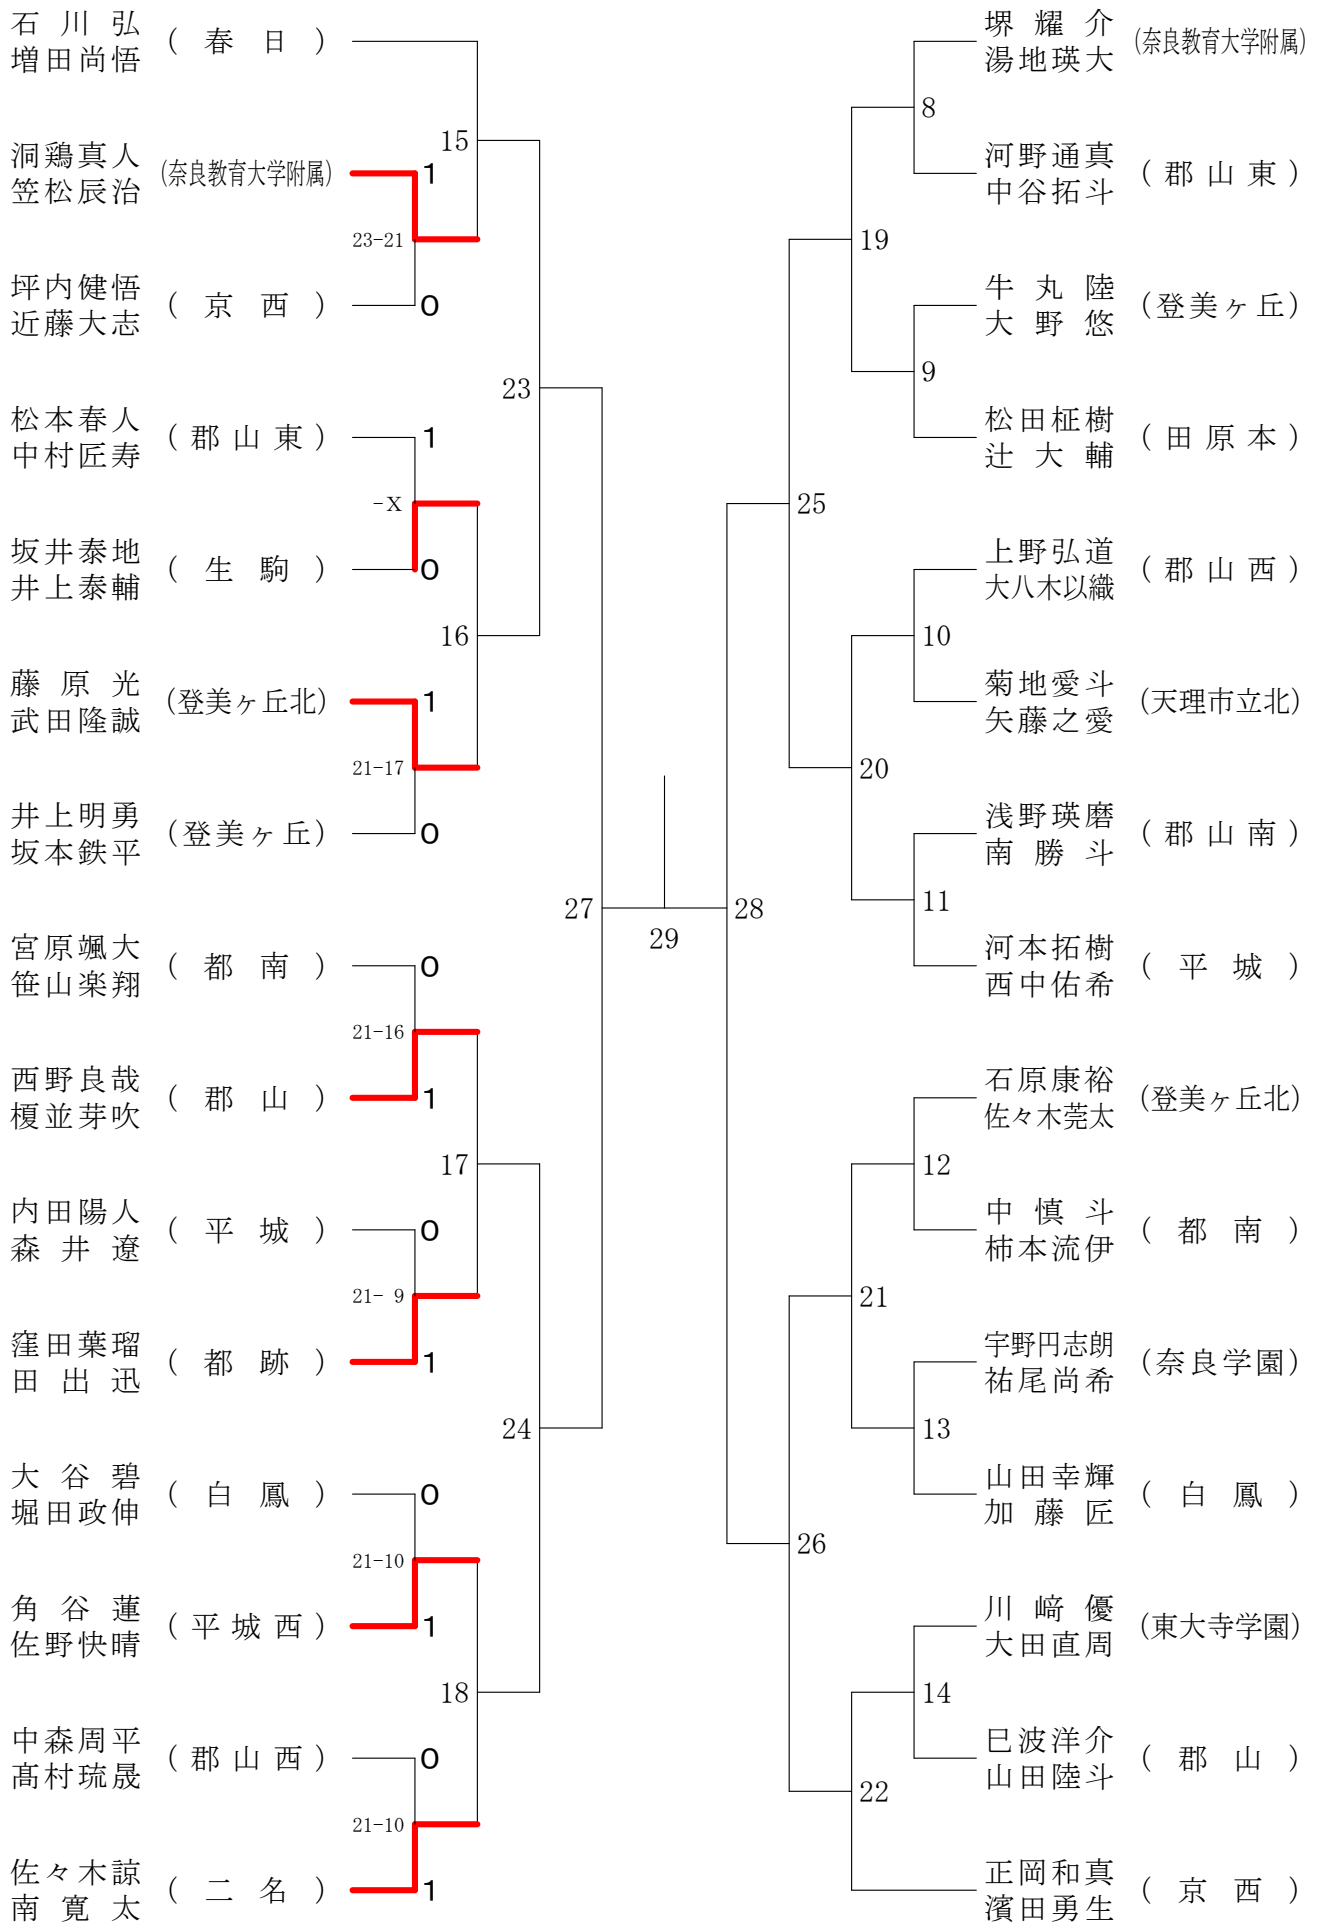 石川弘
増田尚悟
(春日)
15
洞鶏真人
笠松辰治
(奈良教育大学附属)
1
23-21
坪内健悟
近藤大志
(京西)
0
23
松本春人
中村匠寿
(郡山東)
1
-X
坂井泰地
井上泰輔
(生駒)
0
16
藤原光
武田隆誠
(登美ヶ丘北)
1
21-17
井上明勇
坂本鉄平
(登美ヶ丘)
0
27
宮原颯大
笹山楽翔
(都南)
0
21-16
西野良哉
榎並芽吹
(郡山)
1
17
内田陽人
森井遼
(平城)
0
21- 9
窪田葉瑠
田出迅
(都跡)
1
24
大谷碧
堀田政伸
(白鳳)
0
21-10
角谷蓮
佐野快晴
(平城西)
1
18
中森周平
髙村琉晟
(郡山西)
0
21-10
佐々木諒
南寛太
(二名)
1
29
堺耀介
湯地瑛大
(奈良教育大学附属)
8
河野通真
中谷拓斗
(郡山東)
19
牛丸陸
大野悠
(登美ヶ丘)
9
松田柾樹
辻大輔
(田原本)
25
上野弘道
大八木以織
(郡山西)
10
菊地愛斗
矢藤之愛
(天理市立北)
20
浅野瑛磨
南勝斗
(郡山南)
11
28
河本拓樹
西中佑希
(平城)
石原康裕
佐々木莞太
(登美ヶ丘北)
12
中慎斗
柿本流伊
(都南)
21
宇野円志朗
祐尾尚希
(奈良学園)
13
山田幸輝
加藤匠
(白鳳)
26
川﨑優
大田直周
(東大寺学園)
14
巳波洋介
山田陸斗
(郡山)
22
正岡和真
濱田勇生
(京西)